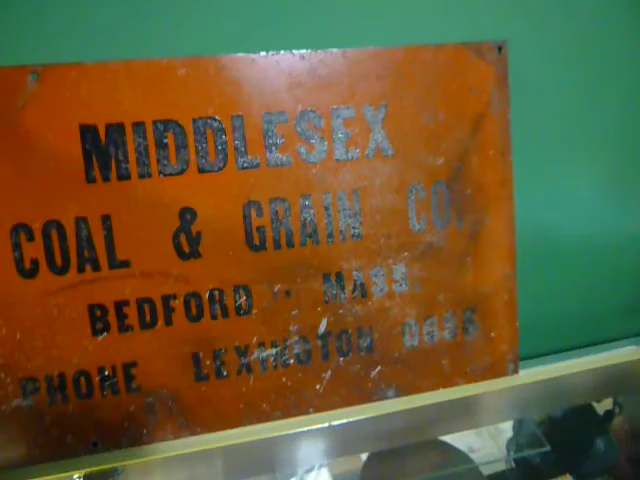 MIDDLESEX
COAL & GRAIN CO.
BEDFORD - MASS.
PHONE LEXINGTON